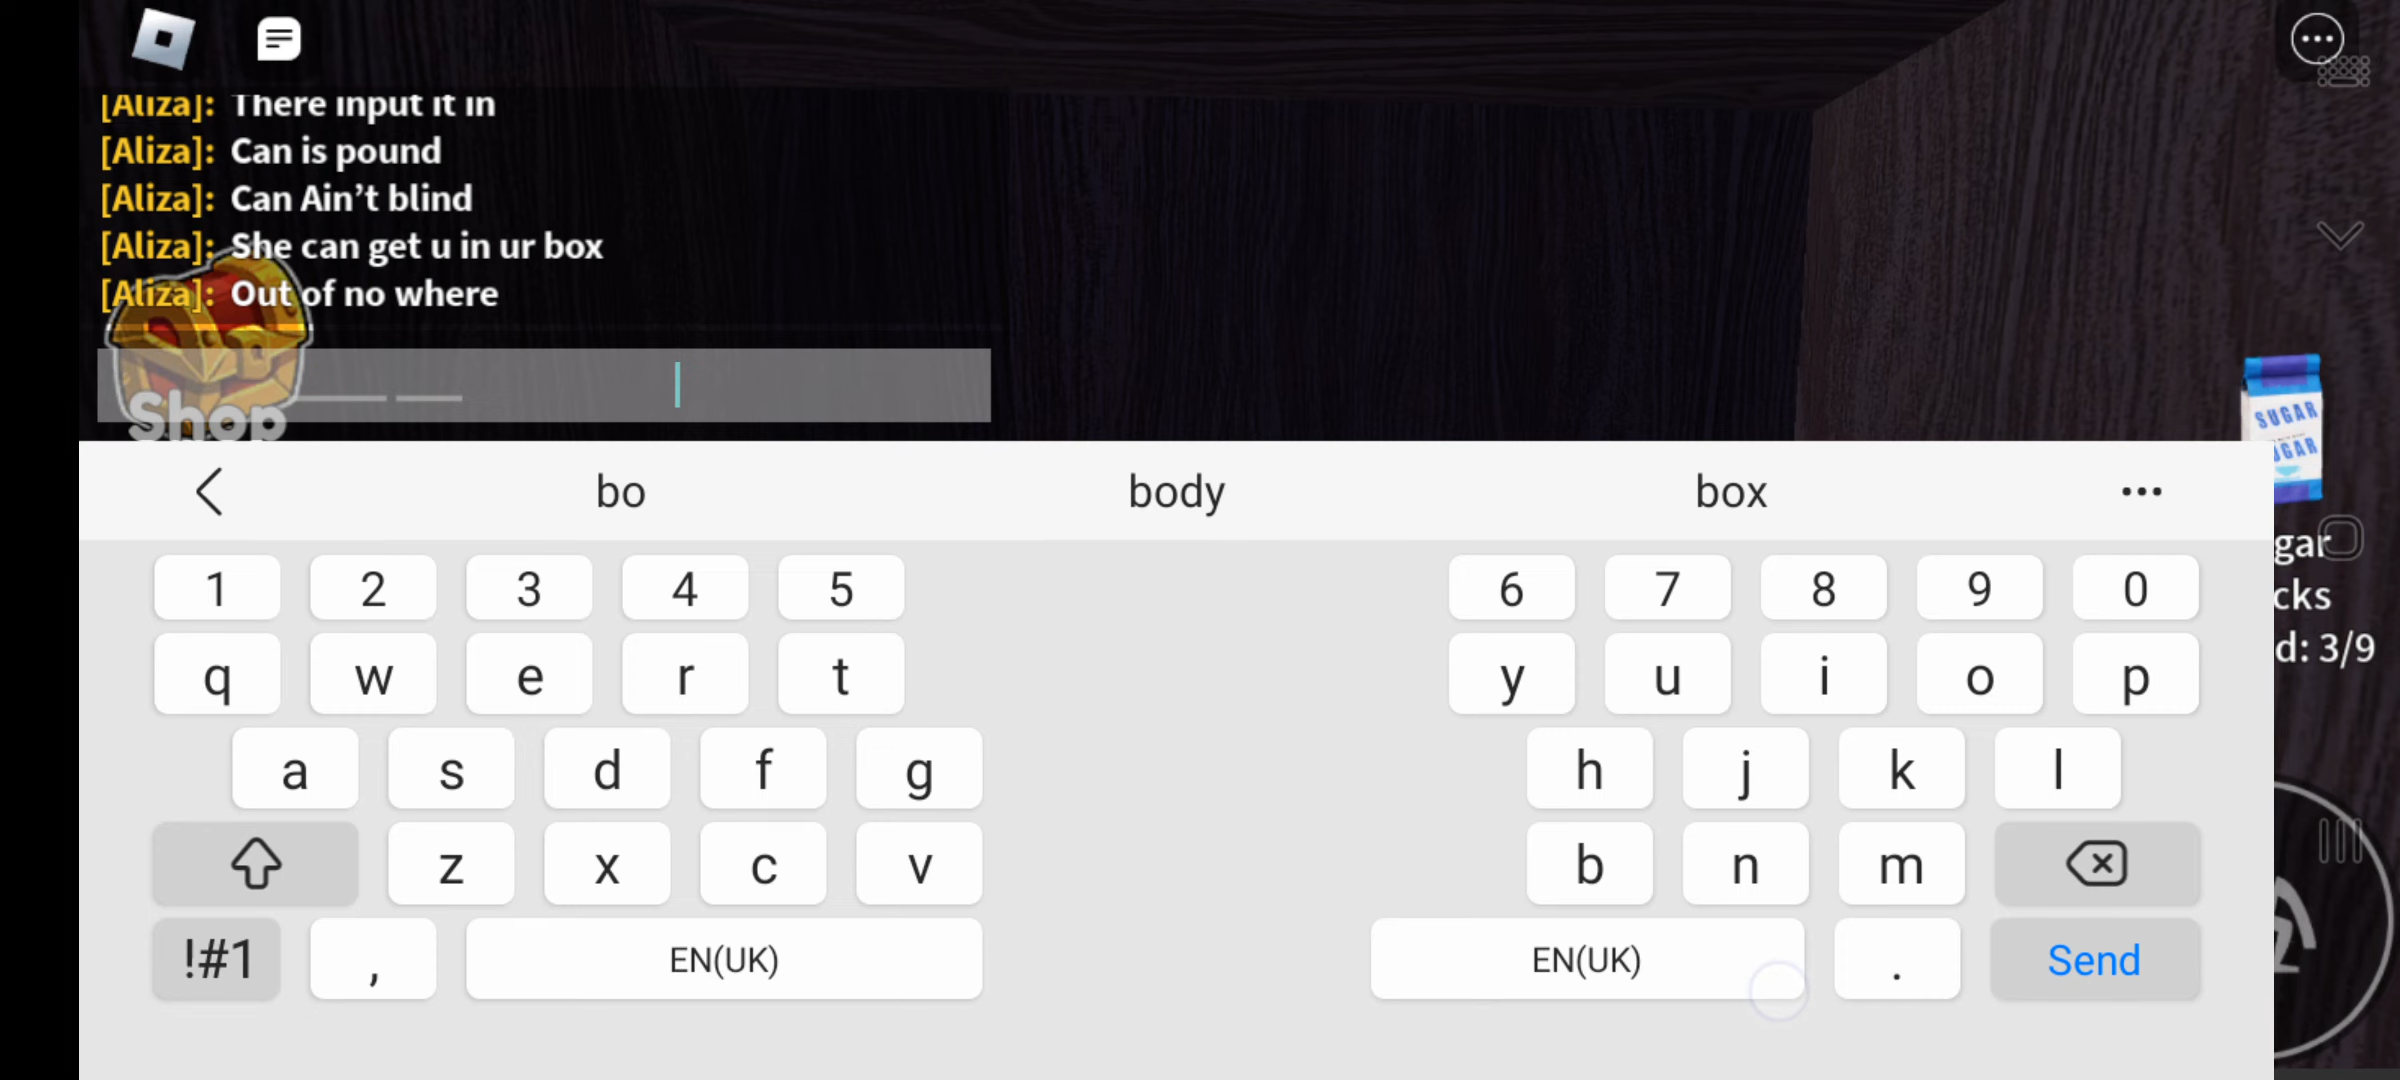 [Aliza]: There input it in
[Aliza]: Can is pound
[Aliza]: Can Ain't blind
[Aliza]: She can get u in ur box
[Aliza]: Out of no where
Shop
SUGAR
gar
cks
d: 3/9
bo body box
1 2 3 4 5 6 7 8 9 0
q w e r t y u i o p
a s d f g h j k l
z x c v b n m
!#1 , EN(UK) EN(UK) . Send